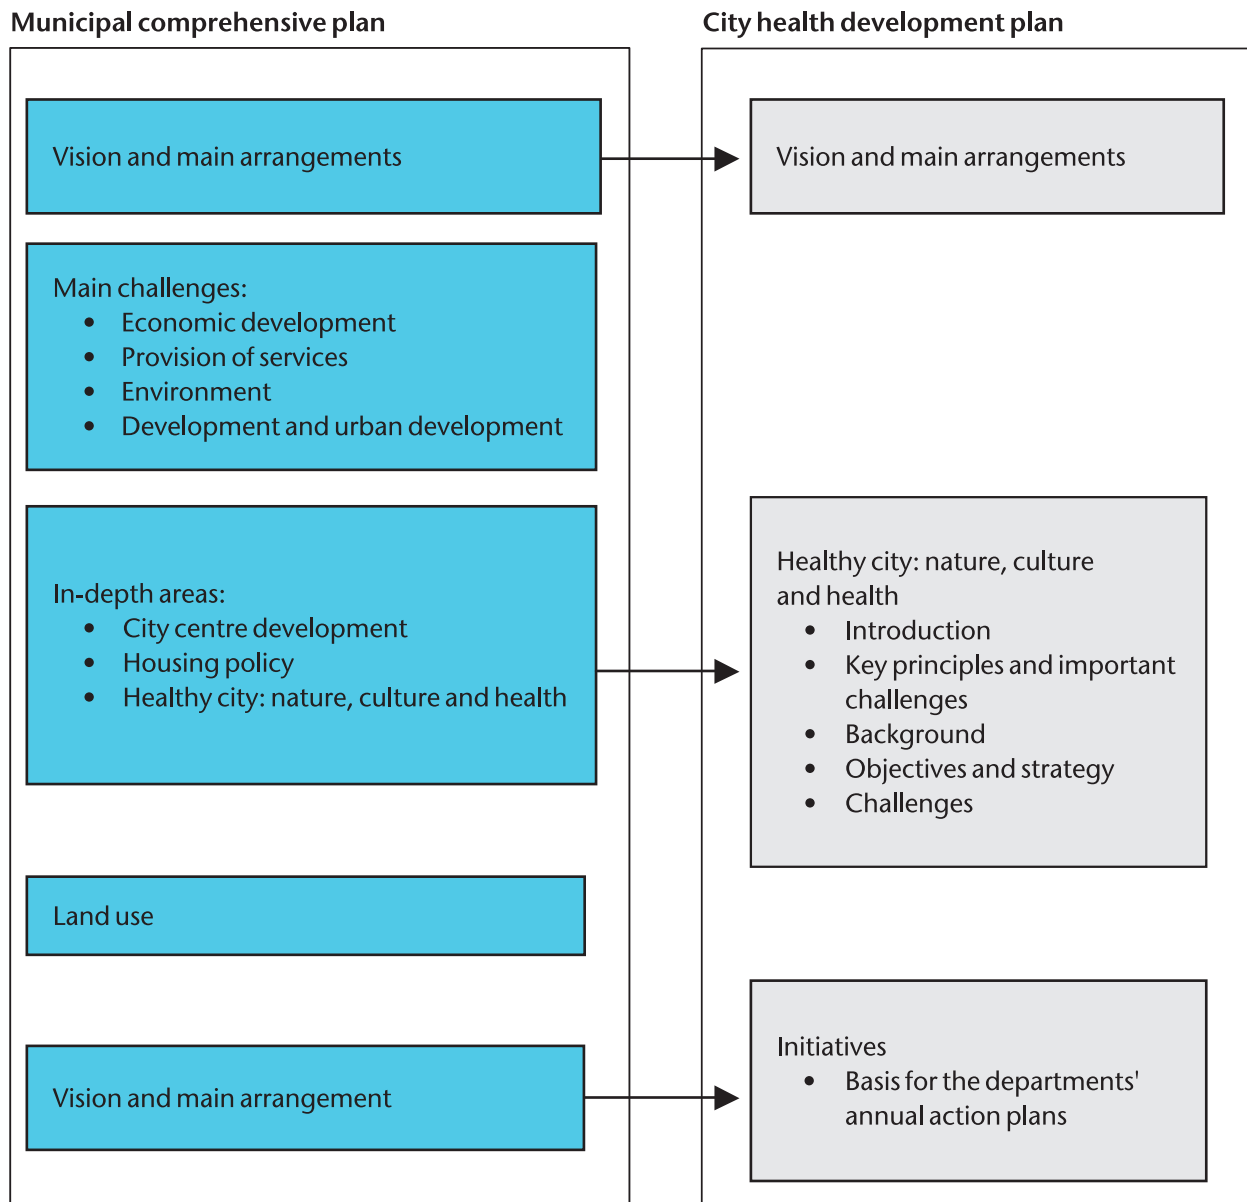 Municipal comprehensive plan
Vision and main arrangements
Main challenges:
• Economic development
• Provision of services
• Environment
• Development and urban development
In-depth areas:
• City centre development
• Housing policy
• Healthy city: nature, culture and health
Land use
Vision and main arrangement
City health development plan
Vision and main arrangements
Healthy city: nature, culture
and health
• Introduction
• Key principles and important
challenges
• Background
• Objectives and strategy
• Challenges
Initiatives
• Basis for the departments'
annual action plans